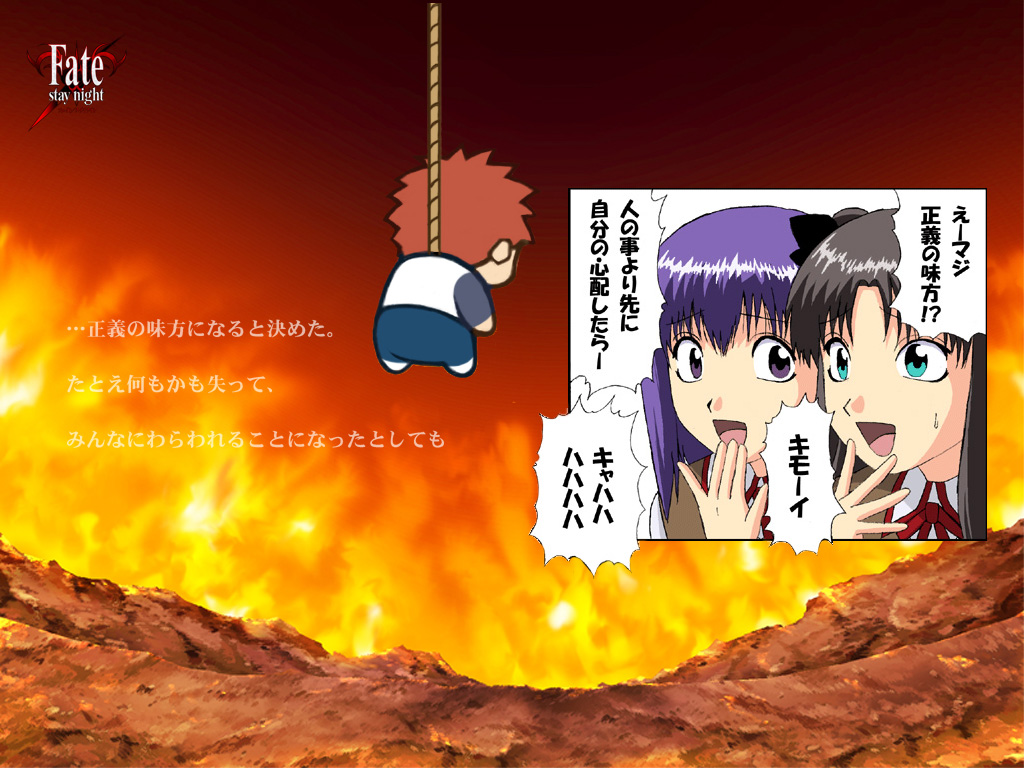 Fate
stay night
…正義の味方になると決めた。
たとえ何もかも失って、
みんなにわらわれることになったとしても
えーマジ
正義の味方!?
人の事より先に
自分の心配したらー
キモーイ
キャハハ
ハハハハ